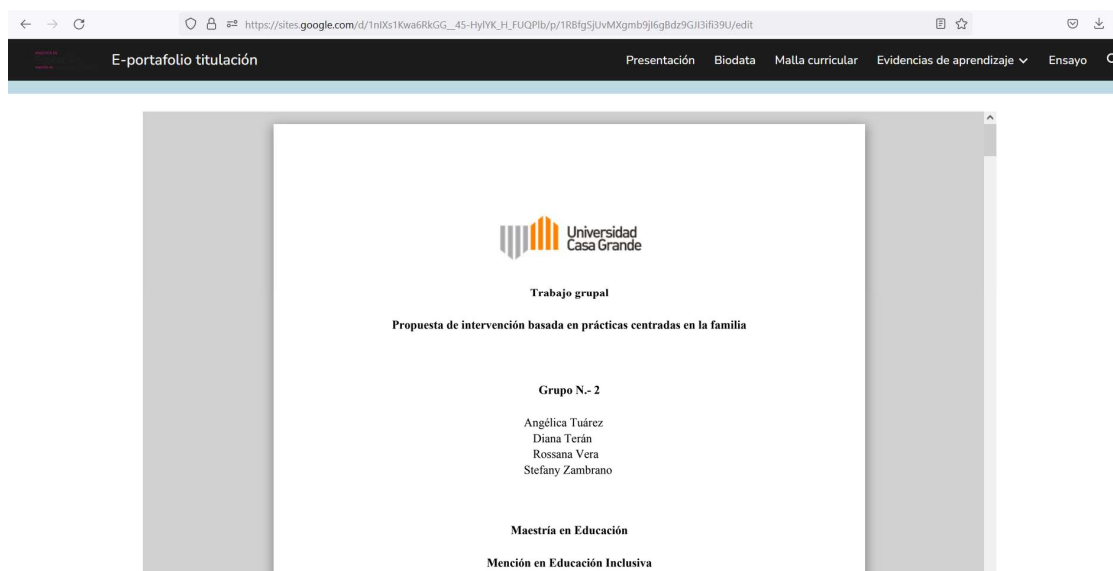 https://sites.google.com/d/1nIXs1Kwa6RkGG__45-HylYK_H_FUQPlb/p/1RBfgSjUvMXgmb9jI6gBdz9GJI3ifi39U/edit
E-portafolio titulación
Presentación Biodata Malla curricular Evidencias de aprendizaje Ensayo
Universidad
Casa Grande
Trabajo grupal
Propuesta de intervención basada en prácticas centradas en la familia
Grupo N.- 2
Angélica Tuárez
Diana Terán
Rossana Vera
Stefany Zambrano
Maestría en Educación
Mención en Educación Inclusiva